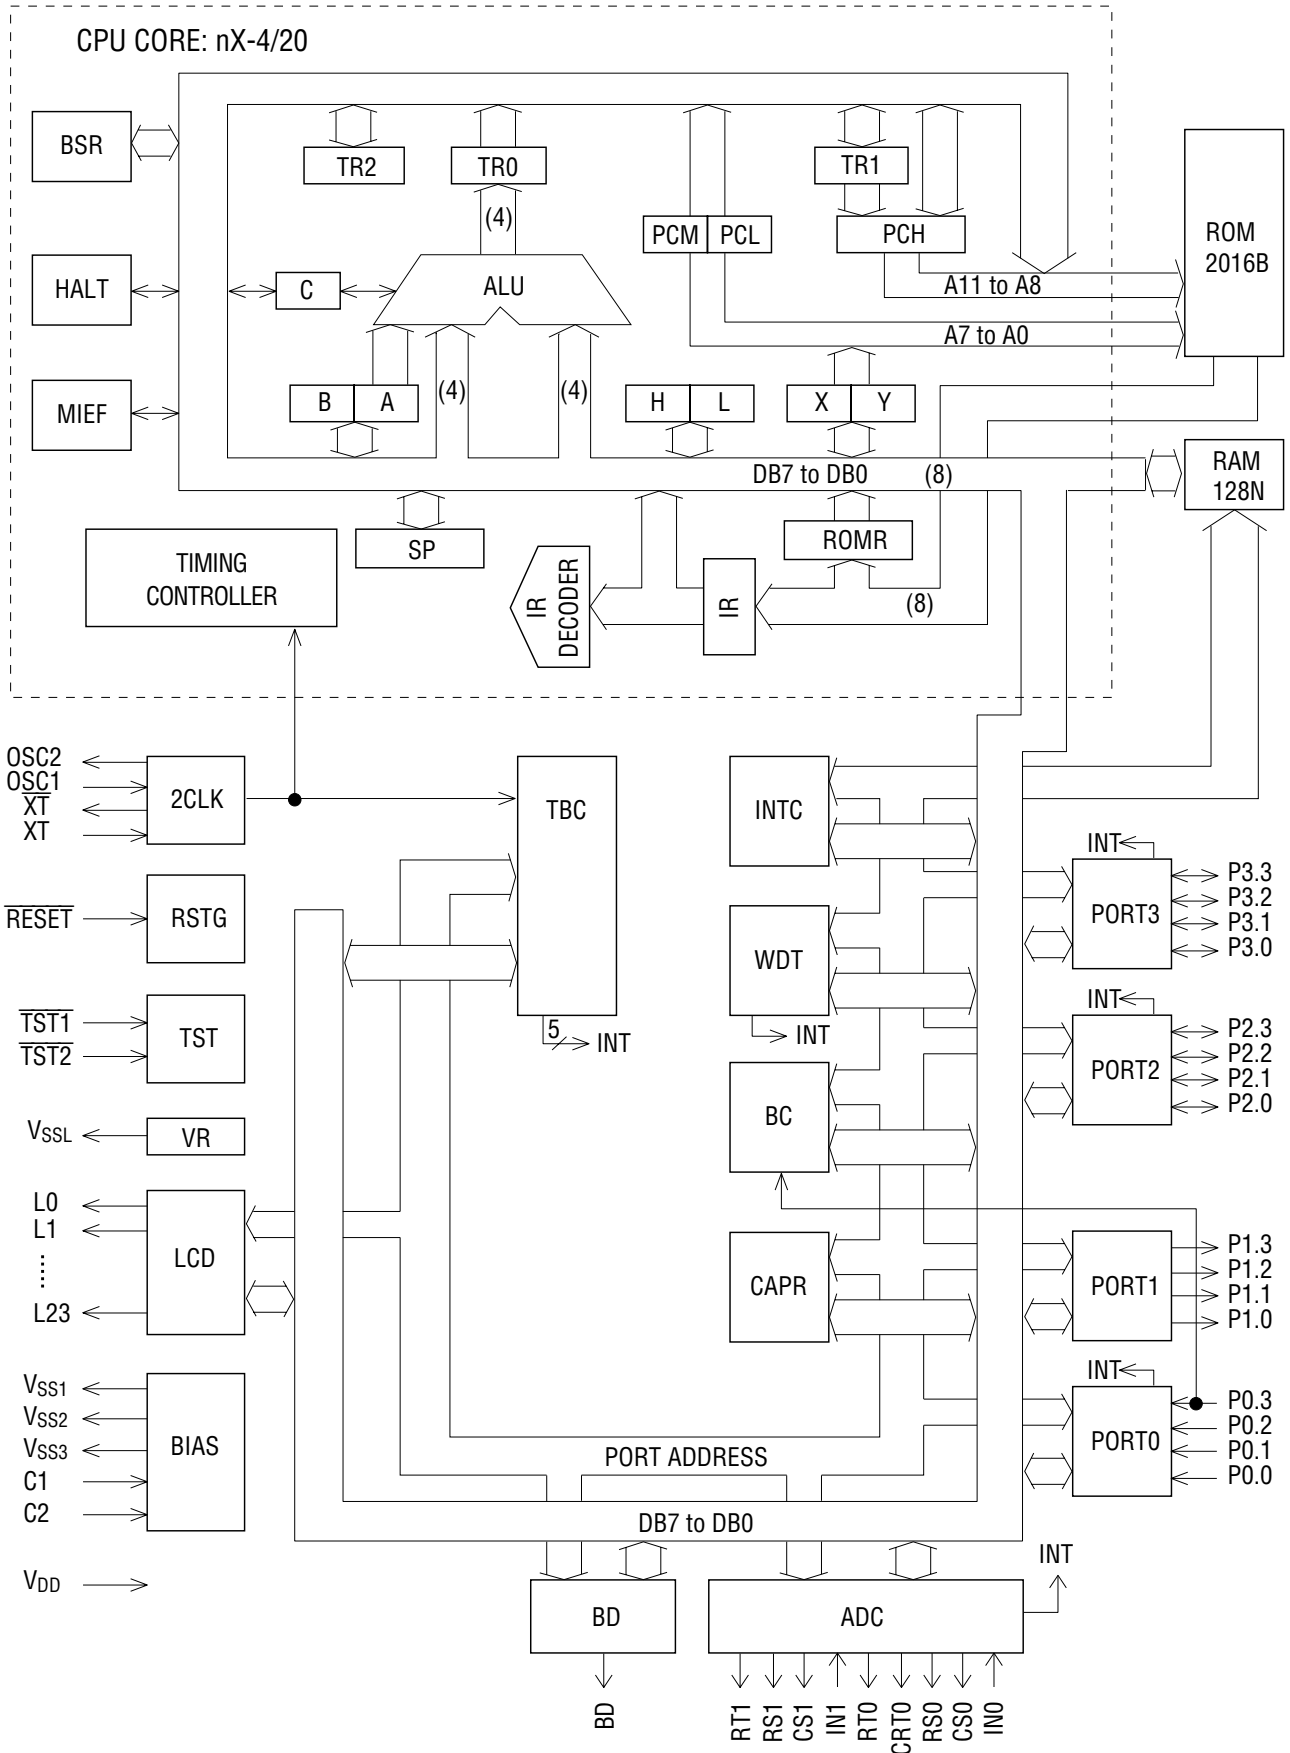 CPU CORE: nX-4/20
BSR
TR2
TR0
TR1
ROM
2016B
(4)
PCM
PCL
PCH
HALT
C
ALU
A11 to A8
A7 to A0
MIEF
B
A
(4)
(4)
H
L
X
Y
DB7 to DB0
(8)
RAM
128N
TIMING
CONTROLLER
SP
IR
DECODER
IR
ROMR
(8)
OSC2
OSC1
X̅T̅
XT
2CLK
TBC
INTC
INT
PORT3
P3.3
P3.2
P3.1
P3.0
R̅E̅S̅E̅T̅
RSTG
WDT
INT
5
INT
T̅S̅T̅1̅
T̅S̅T̅2̅
TST
INT
PORT2
P2.3
P2.2
P2.1
P2.0
BC
VSSL
VR
L0
L1
L23
LCD
CAPR
PORT1
P1.3
P1.2
P1.1
P1.0
VSS1
VSS2
VSS3
C1
C2
BIAS
INT
PORT0
P0.3
P0.2
P0.1
P0.0
PORT ADDRESS
DB7 to DB0
VDD
BD
ADC
INT
BD
RT1
RS1
CS1
IN1
RT0
CRT0
RS0
CS0
IN0